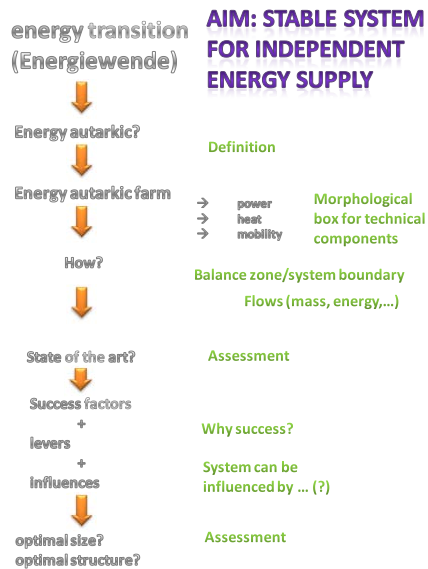 energy transition
(Energiewende)
AIM: STABLE SYSTEM
FOR INDEPENDENT
ENERGY SUPPLY
Energy autarkic?
Definition
Energy autarkic farm
→ power
→ heat
→ mobility
Morphological
box for technical
components
How?
Balance zone/system boundary
Flows (mass, energy,...)
State of the art?
Assessment
Success factors
+
levers
+
influences
Why success?
System can be
influenced by ... (?)
optimal size?
optimal structure?
Assessment